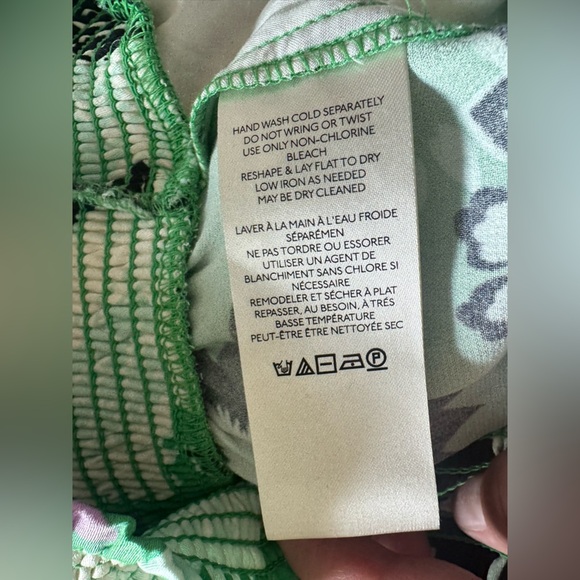 HAND WASH COLD SEPARATELY
DO NOT WRING OR TWIST
USE ONLY NON-CHLORINE
BLEACH
RESHAPE & LAY FLAT TO DRY
LOW IRON AS NEEDED
MAY BE DRY CLEANED
LAVER À LA MAIN À L'EAU FROIDE
SÉPARÉMEN
NE PAS TORDRE OU ESSORER
UTILISER UN AGENT DE
BLANCHIMENT SANS CHLORE SI
NÉCESSAIRE
REMODELER ET SÈCHER À PLAT
REPASSER, AU BESOIN, À TRÉS
BASSE TEMPÉRATURE
PEUT-ÊTRE ÊTRE NETTOYÉE SEC
P